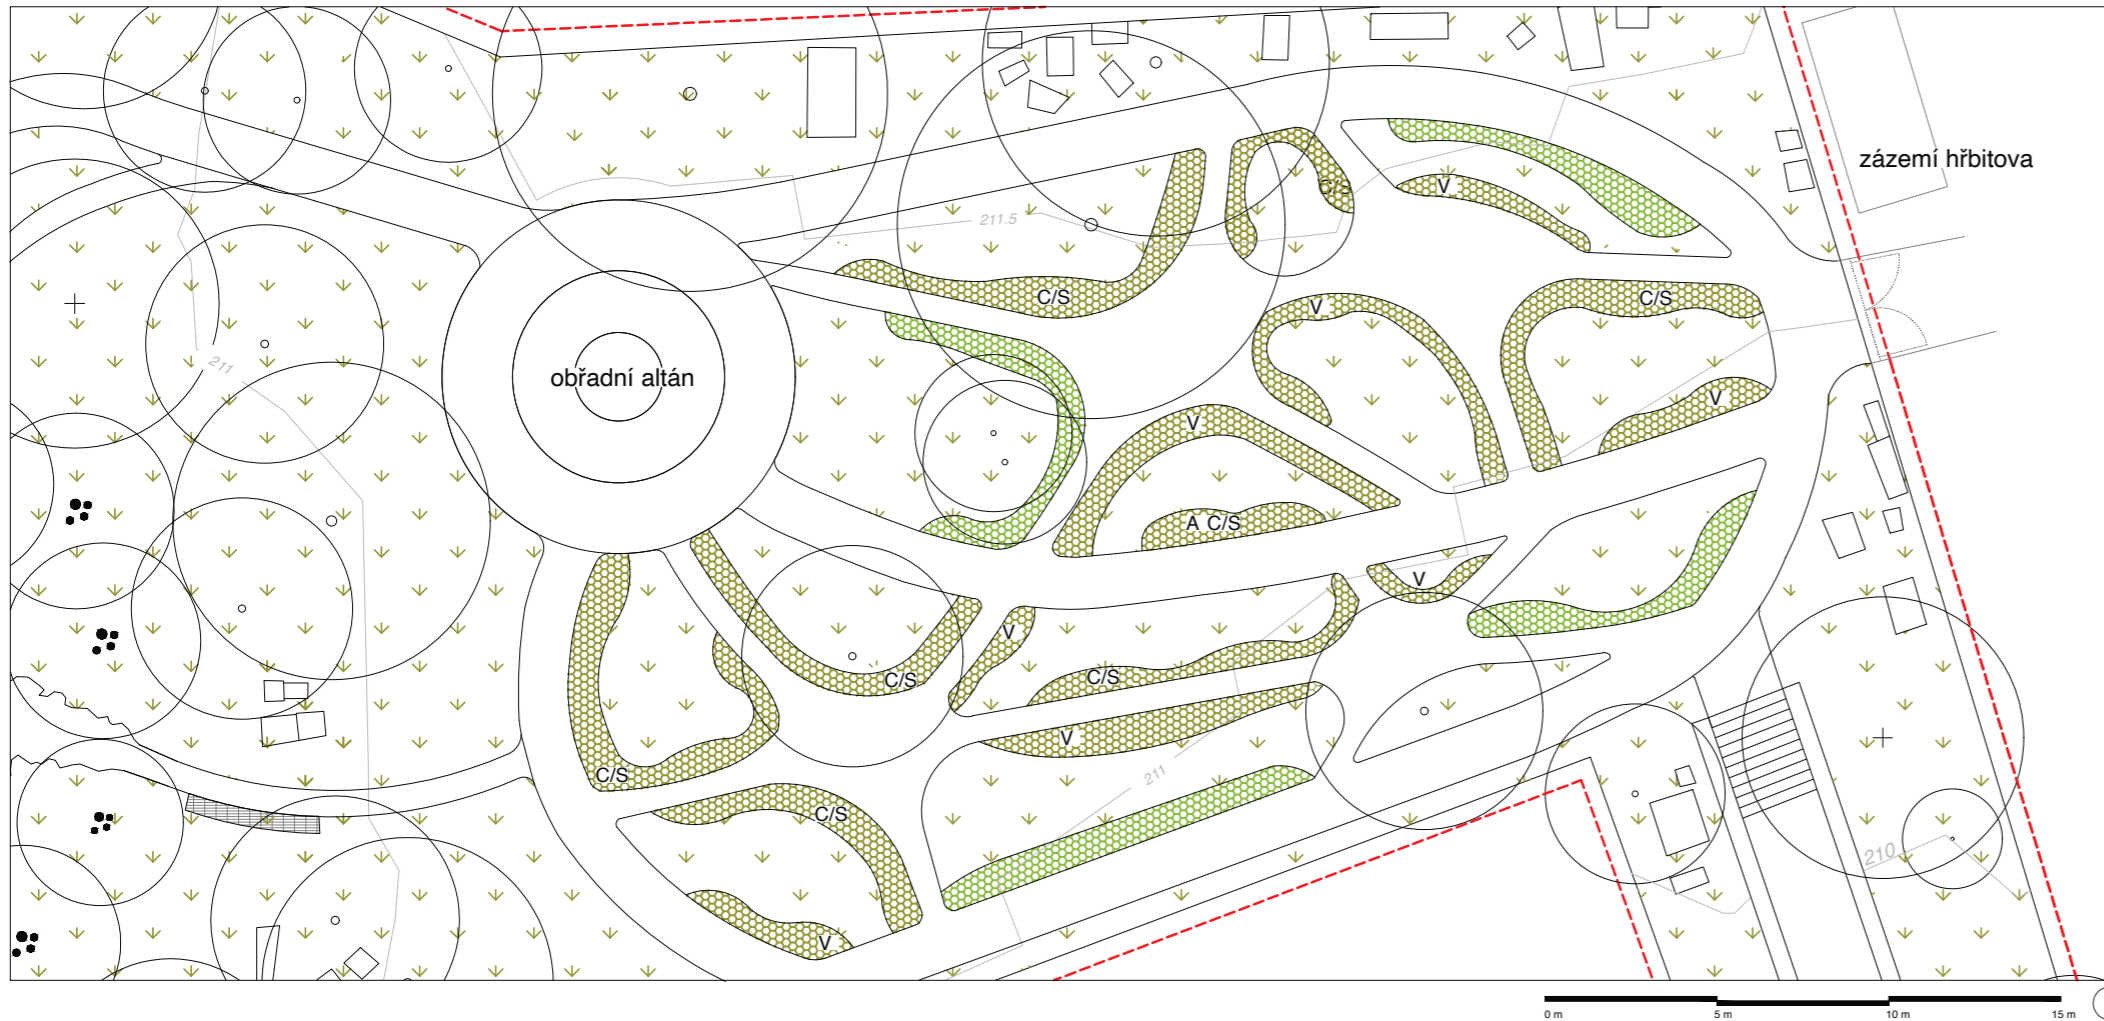 zázemí hřbitova
C/S
V
211.5
C/S
V
C/S
211
obřadní altán
V
V
A C/S
V
V
C/S
C/S
V
C/S
211
C/S
210
V
0 m
5 m
10 m
15 m